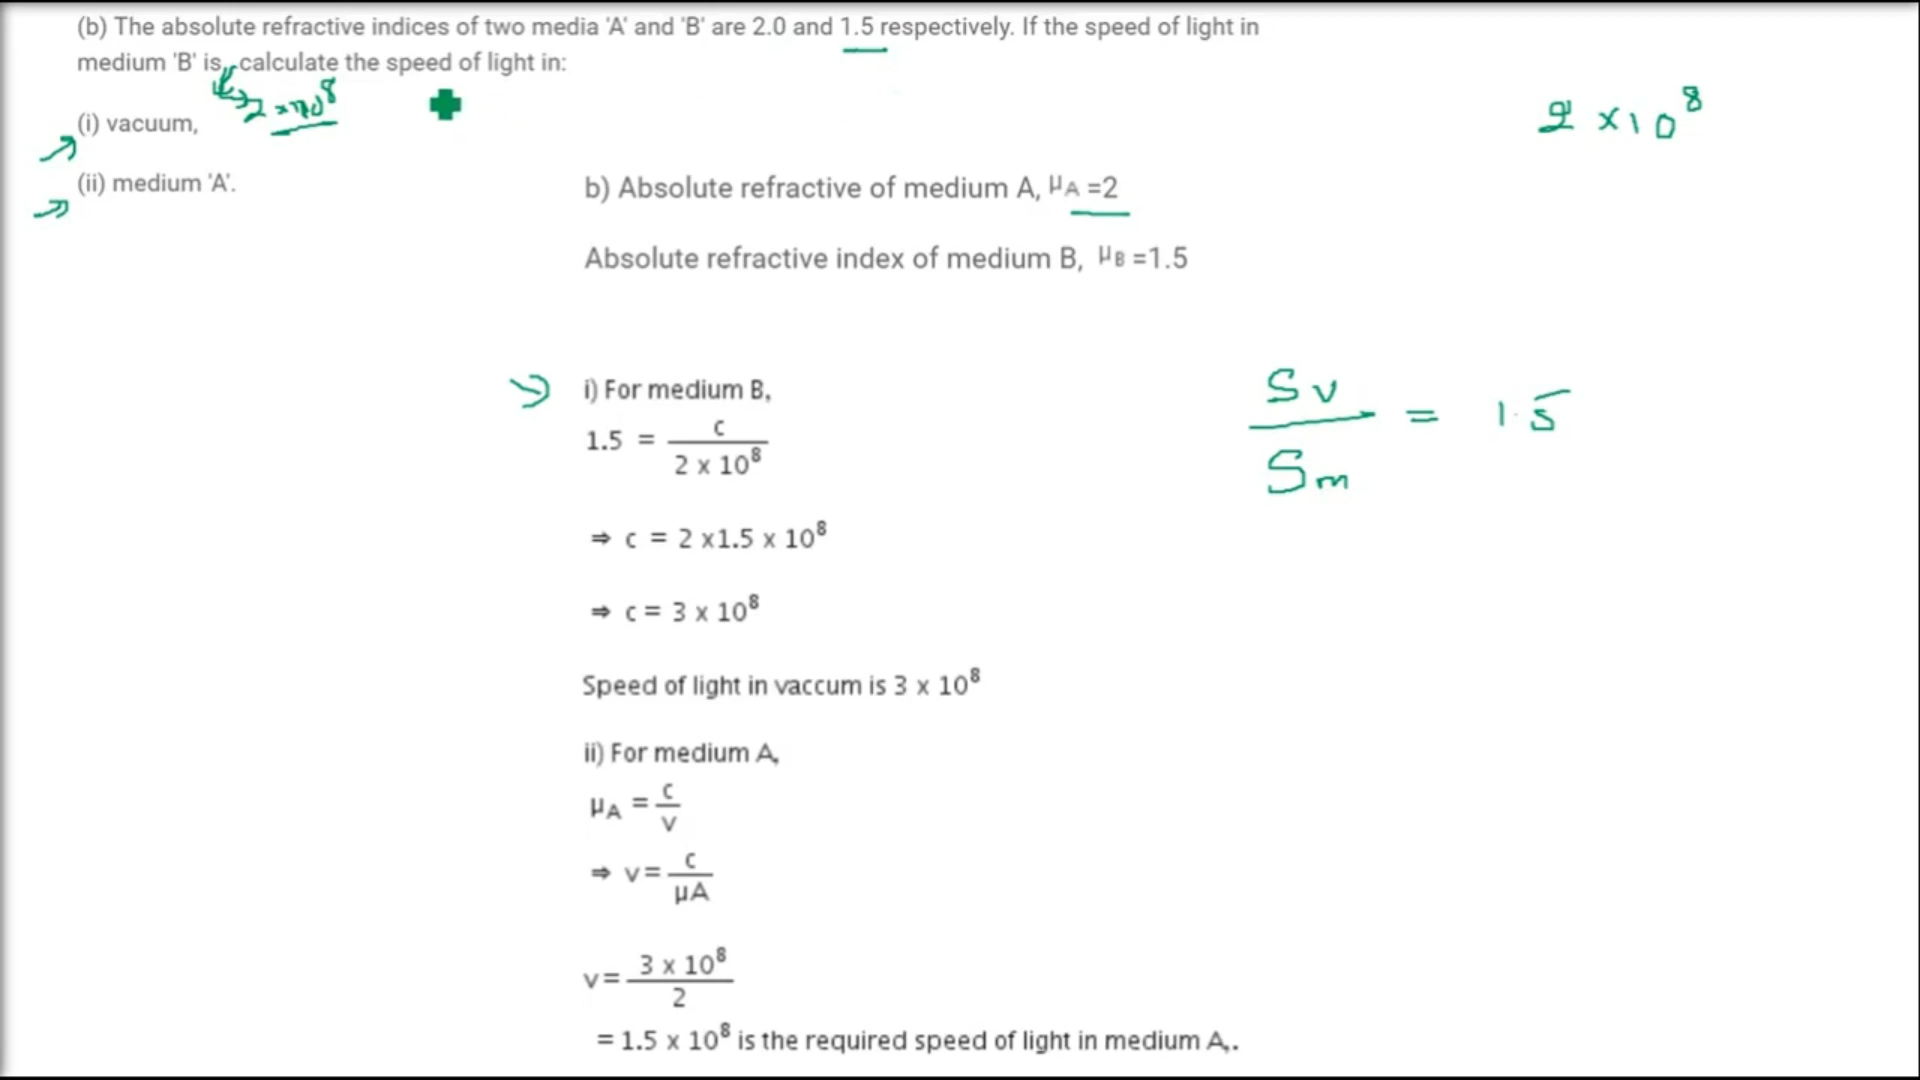 (b) The absolute refractive indices of two media 'A' and 'B' are 2.0 and 1.5 respectively. If the speed of light in
medium 'B' is, calculate the speed of light in:
2 × 10⁸
(i) vacuum,
2 × 10⁸
(ii) medium 'A'.
b) Absolute refractive of medium A, μA =2
Absolute refractive index of medium B, μB =1.5
i) For medium B,
1.5 = c / 2 x 10⁸
Sv / Sm = 1.5
⇒ c = 2 x1.5 x 10⁸
⇒ c = 3 x 10⁸
Speed of light in vaccum is 3 x 10⁸
ii) For medium A,
μA = c / v
⇒ v = c / μA
v = 3 x 10⁸ / 2
= 1.5 x 10⁸ is the required speed of light in medium A,.